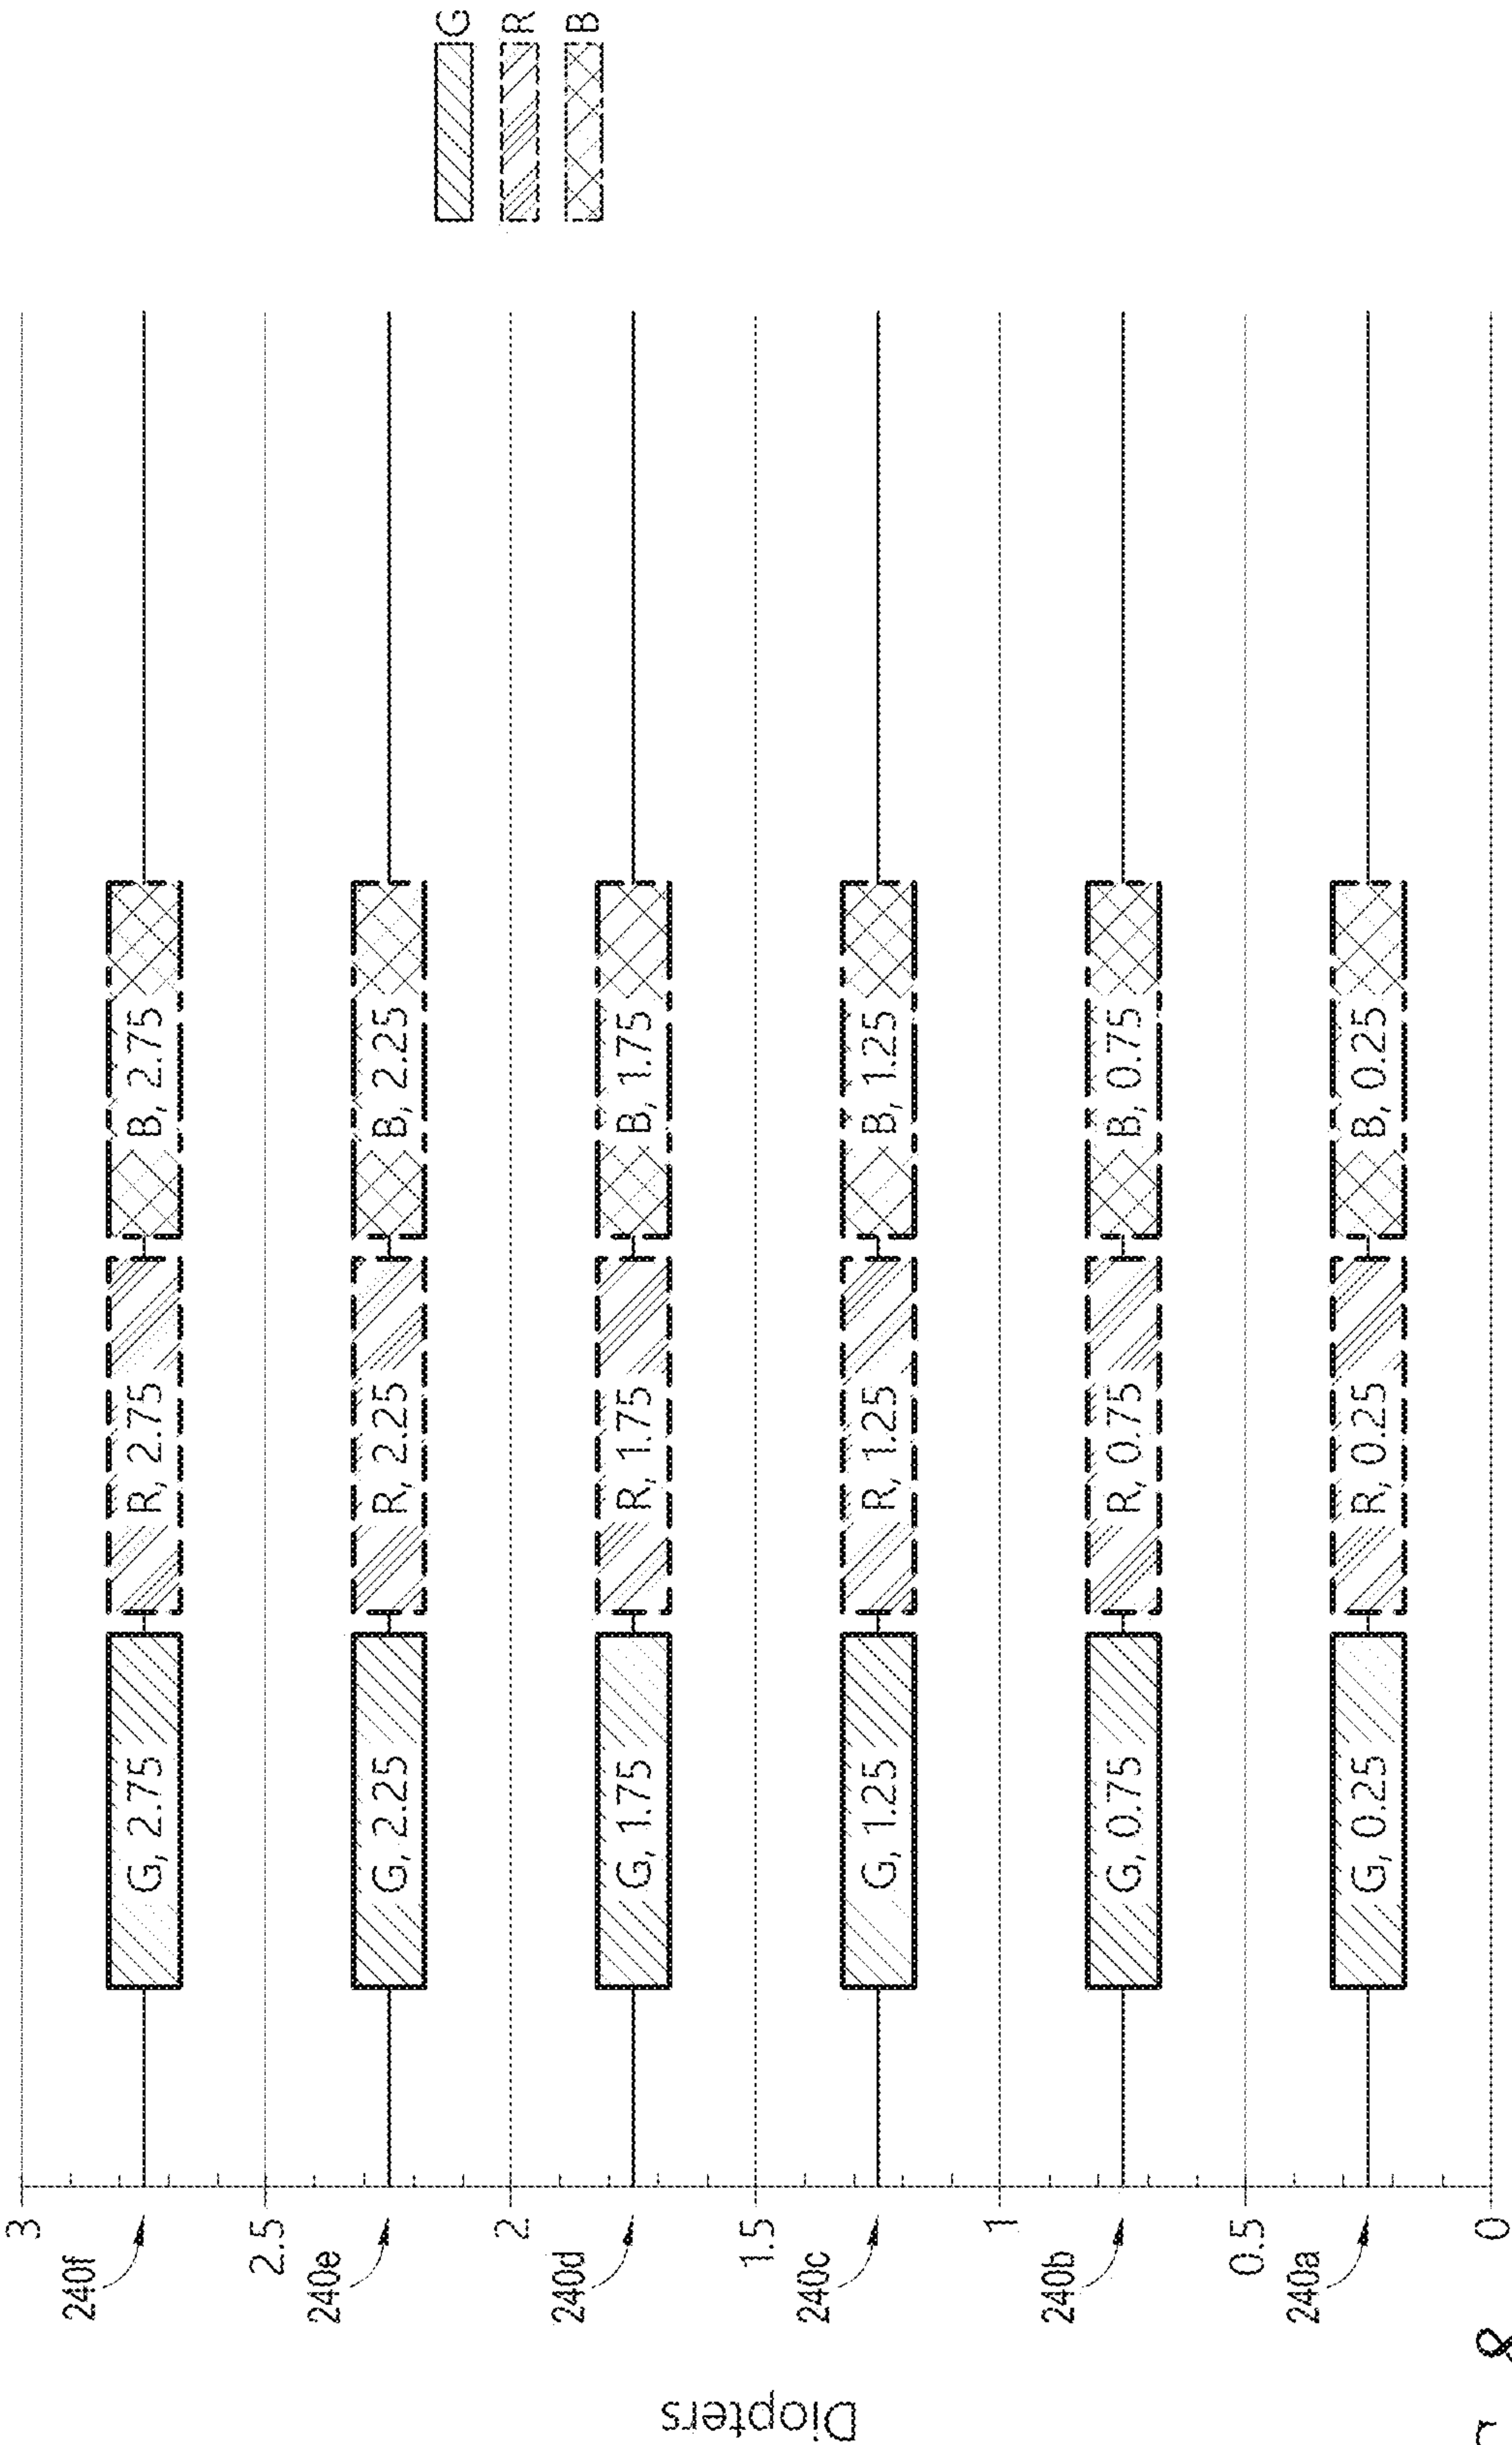 Diopters
3
240f
G, 2.75
R, 2.75
B, 2.75
2.5
240e
G, 2.25
R, 2.25
B, 2.25
2
240d
G, 1.75
R, 1.75
B, 1.75
1.5
240c
G, 1.25
R, 1.25
B, 1.25
1
240b
G, 0.75
R, 0.75
B, 0.75
0.5
240a
G, 0.25
R, 0.25
B, 0.25
0
G
R
B
8